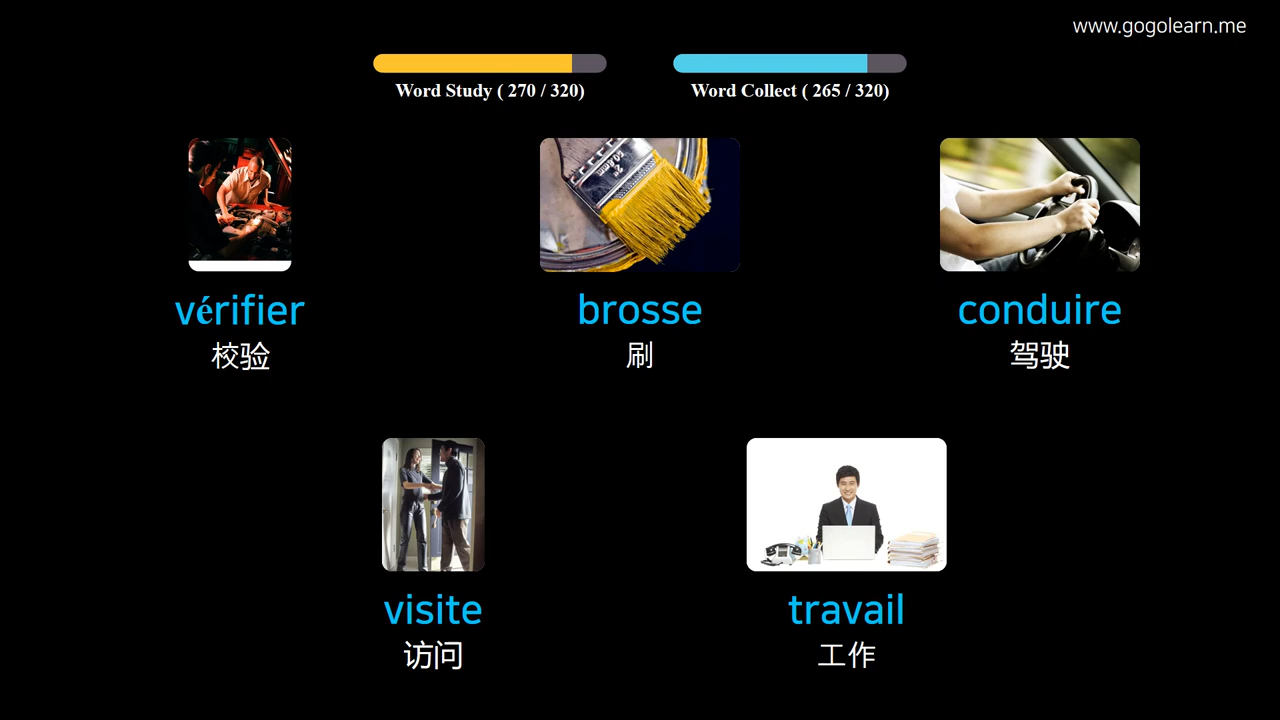 www.gogolearn.me
Word Study ( 270 / 320)
Word Collect ( 265 / 320)
vérifier
校验
brosse
刷
conduire
驾驶
visite
访问
travail
工作